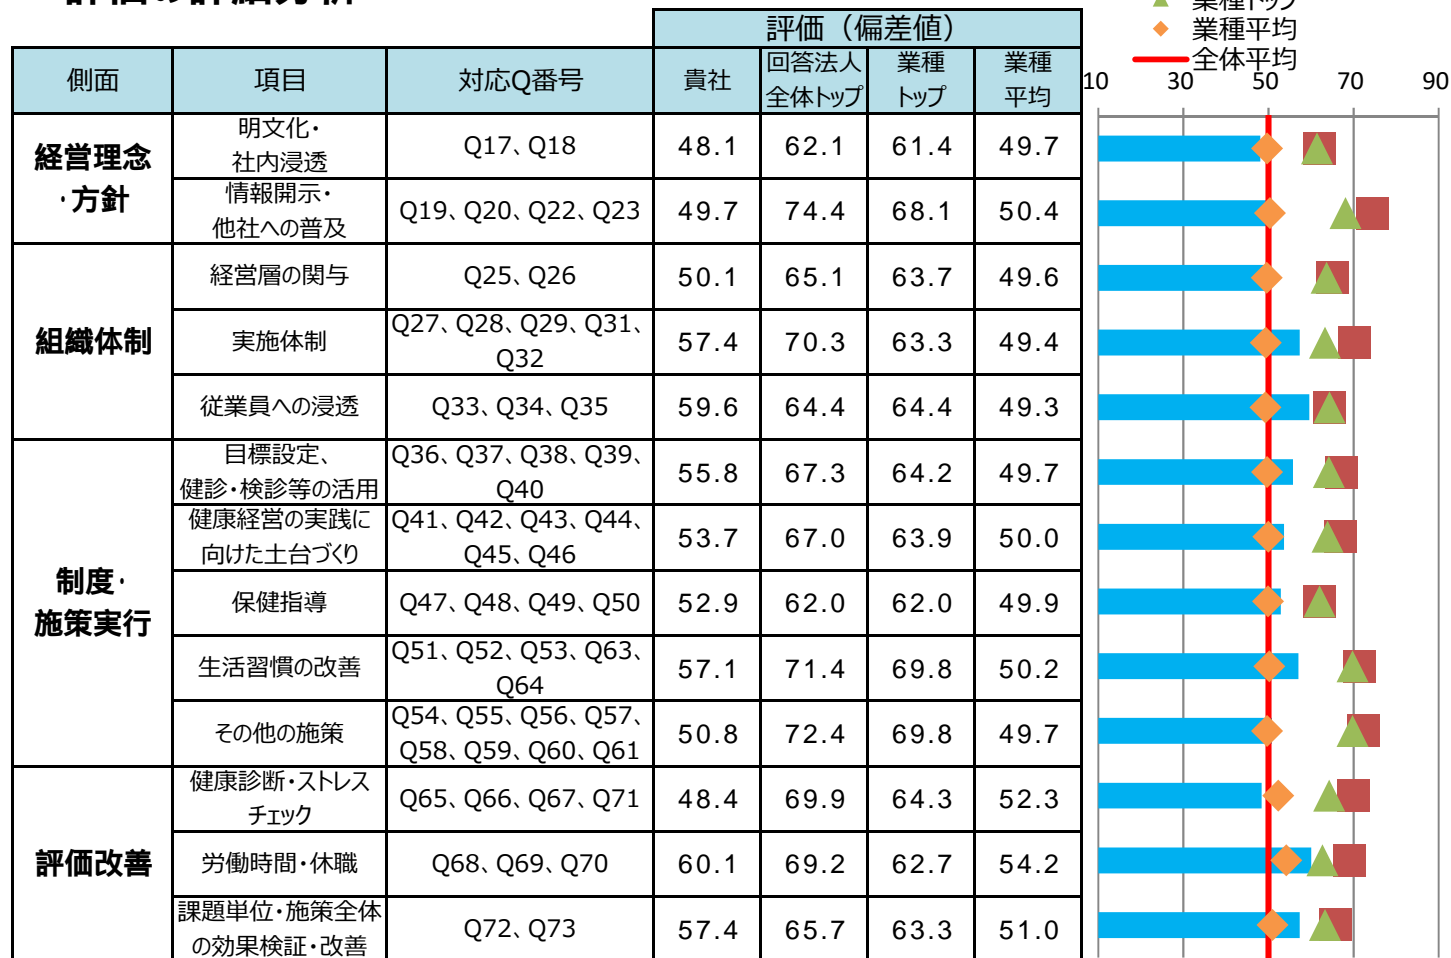 評価の詳細分析
業種トップ
業種平均
全体平均
評価（偏差値）
側面 項目 対応Q番号 貴社 回答法人全体トップ 業種トップ 業種平均
10 30 50 70 90
経営理念・方針
明文化・社内浸透 Q17、Q18 48.1 62.1 61.4 49.7
情報開示・他社への普及 Q19、Q20、Q22、Q23 49.7 74.4 68.1 50.4
組織体制
経営層の関与 Q25、Q26 50.1 65.1 63.7 49.6
実施体制 Q27、Q28、Q29、Q31、Q32 57.4 70.3 63.3 49.4
従業員への浸透 Q33、Q34、Q35 59.6 64.4 64.4 49.3
制度・施策実行
目標設定、健診・検診等の活用 Q36、Q37、Q38、Q39、Q40 55.8 67.3 64.2 49.7
健康経営の実践に向けた土台づくり Q41、Q42、Q43、Q44、Q45、Q46 53.7 67.0 63.9 50.0
保健指導 Q47、Q48、Q49、Q50 52.9 62.0 62.0 49.9
生活習慣の改善 Q51、Q52、Q53、Q63、Q64 57.1 71.4 69.8 50.2
その他の施策 Q54、Q55、Q56、Q57、Q58、Q59、Q60、Q61 50.8 72.4 69.8 49.7
評価改善
健康診断・ストレスチェック Q65、Q66、Q67、Q71 48.4 69.9 64.3 52.3
労働時間・休職 Q68、Q69、Q70 60.1 69.2 62.7 54.2
課題単位・施策全体の効果検証・改善 Q72、Q73 57.4 65.7 63.3 51.0